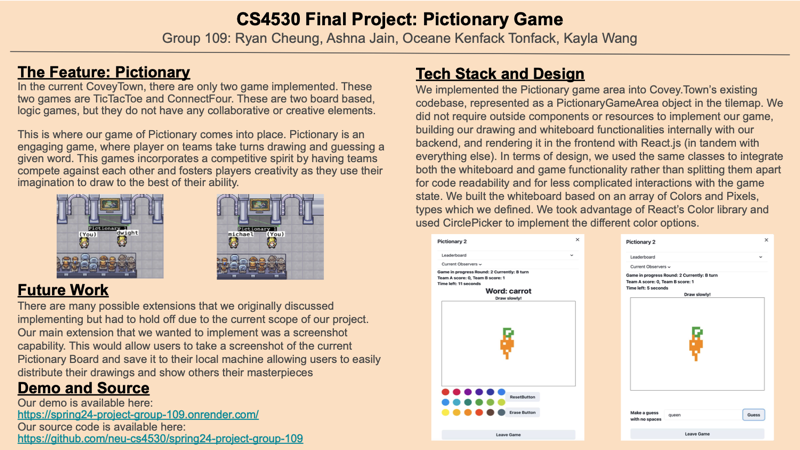 CS4530 Final Project: Pictionary Game
Group 109: Ryan Cheung, Ashna Jain, Oceane Kenfack Tonfack, Kayla Wang
The Feature: Pictionary
In the current CoveyTown, there are only two game implemented. These
two games are TicTacToe and ConnectFour. These are two board based,
logic games, but they do not have any collaborative or creative elements.
This is where our game of Pictionary comes into place. Pictionary is an
engaging game, where player on teams take turns drawing and guessing a
given word. This games incorporates a competitive spirit by having teams
compete against each other and fosters players creativity as they use their
imagination to draw to the best of their ability.
(You)
dwight
michael
(You)
Future Work
There are many possible extensions that we originally discussed
implementing but had to hold off due to the current scope of our project.
Our main extension that we wanted to implement was a screenshot
capability. This would allow users to take a screenshot of the current
Pictionary Board and save it to their local machine allowing users to easily
distribute their drawings and show others their masterpieces
Demo and Source
Our demo is available here:
https://spring24-project-group-109.onrender.com/
Our source code is available here:
https://github.com/neu-cs4530/spring24-project-group-109
Tech Stack and Design
We implemented the Pictionary game area into Covey.Town's existing
codebase, represented as a PictionaryGameArea object in the tilemap. We
did not require outside components or resources to implement our game,
building our drawing and whiteboard functionalities internally with our
backend, and rendering it in the frontend with React.js (in tandem with
everything else). In terms of design, we used the same classes to integrate
both the whiteboard and game functionality rather than splitting them apart
for code readability and for less complicated interactions with the game
state. We built the whiteboard based on an array of Colors and Pixels,
types which we defined. We took advantage of React's Color library and
used CirclePicker to implement the different color options.
Pictionary 2
Leaderboard
Current Observers
Game in progress Round: 2 Currently: B turn
Team A score: 0, Team B score: 1
Time left: 11 seconds
Word: carrot
Draw slowly!
ResetButton
Erase Button
Leave Game
Pictionary 2
Leaderboard
Current Observers
Game in progress Round: 2 Currently: B turn
Team A score: 0, Team B score: 1
Time left: 5 seconds
Draw slowly!
Make a guess
with no spaces
queen
Guess
Leave Game